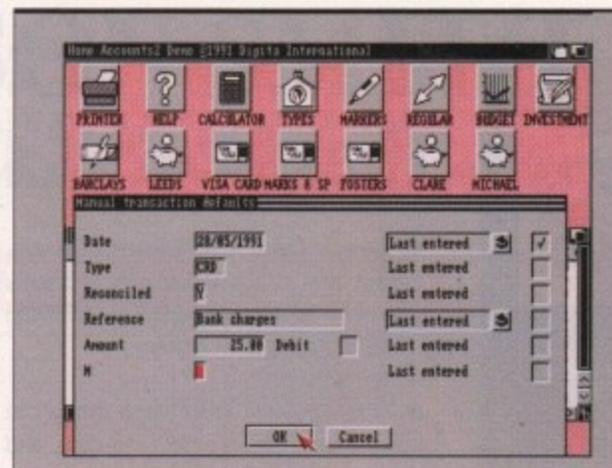 Home Accounts2 Demo ©1991 Digita International
PRINTER HELP CALCULATOR TYPES MARKERS REGULAR BUDGET INVESTMENT
BARCLAYS LEEDS VISA CARD MARKS & SP FOSTERS CLARE MICHAEL
Manual transaction defaults
Date 28/05/1991 Last entered
Type CRD Last entered
Reconciled Y Last entered
Reference Bank charges Last entered
Amount 25.00 Debit Last entered
M Last entered
OK Cancel